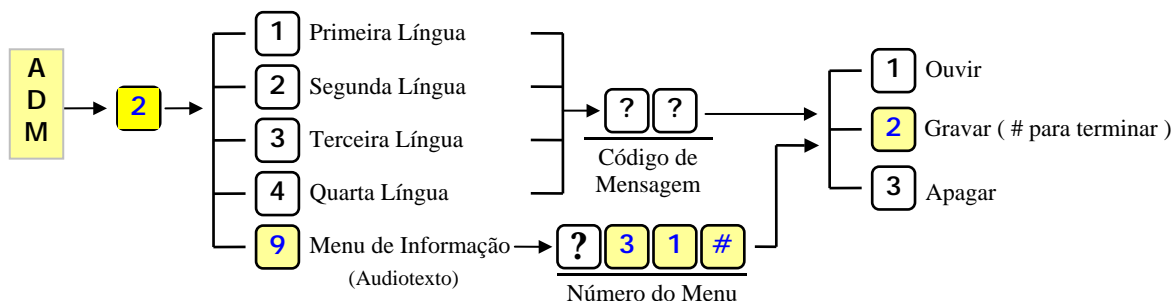 A
D
M
2
1 Primeira Língua
2 Segunda Língua
3 Terceira Língua
4 Quarta Língua
9 Menu de Informação
(Audiotexto)
? ?
Código de
Mensagem
? 3 1 #
Número do Menu
1 Ouvir
2 Gravar ( # para terminar )
3 Apagar